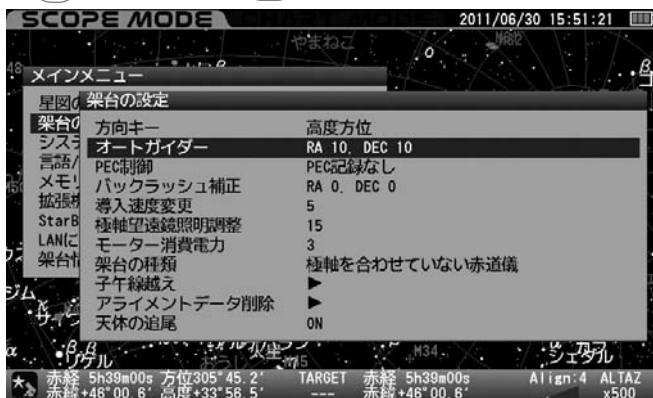 SCOPE MODE 2011/06/30 15:51:21
やまねこ
メインメニュー
架台の設定
方向キー 高度方位
オートガイダー RA 10, DEC 10
PEC制御 PEC記録なし
バックラッシュ補正 RA 0, DEC 0
導入速度変更 5
極軸望遠鏡照明調整 15
モーター消費電力 3
架台の種類 極軸を合わせていない赤道儀
子午線越え ▶
アライメントデータ削除 ▶
天体の追尾 ON
星図の
架台の
システ
言語/
メモリ
拡張機
StarB
LAN(こ
架台情
M34
リゲル
シェダル
赤経 5h39m00s 方位305°45.2' TARGET 赤経 5h39m00s Align:4 ALTAZ
赤緯+46°00.6' 高度+33°56.5' --- 赤緯+46°00.6' x500